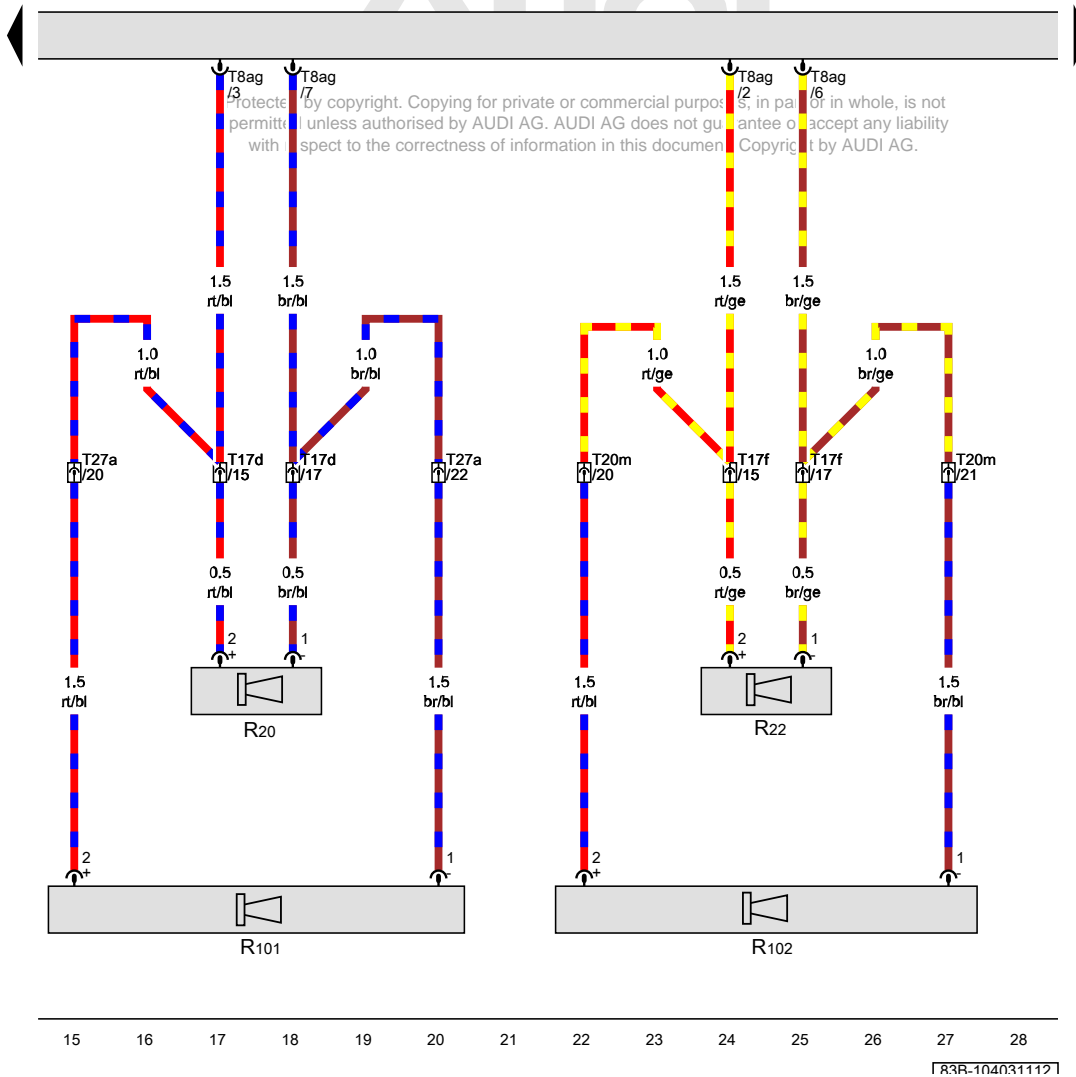 T8ag
/3
T8ag
/7
T8ag
/2
T8ag
/6
Protected by copyright. Copying for private or commercial purposes, in part or in whole, is not
permitted unless authorised by AUDI AG. AUDI AG does not guarantee or accept any liability
with respect to the correctness of information in this document. Copyright by AUDI AG.
1.5
rt/bl
1.5
br/bl
1.5
rt/ge
1.5
br/ge
1.0
rt/bl
1.0
br/bl
1.0
rt/ge
1.0
br/ge
T27a
/20
T17d
/15
T17d
/17
T27a
/22
T20m
/20
T17f
/15
T17f
/17
T20m
/21
0.5
rt/bl
0.5
br/bl
0.5
rt/ge
0.5
br/ge
2
+
1
-
2
+
1
-
1.5
rt/bl
1.5
br/bl
1.5
rt/bl
1.5
br/bl
R20
R22
2
+
1
-
2
+
1
-
R101
R102
15 16 17 18 19 20 21 22 23 24 25 26 27 28
83B-104031112